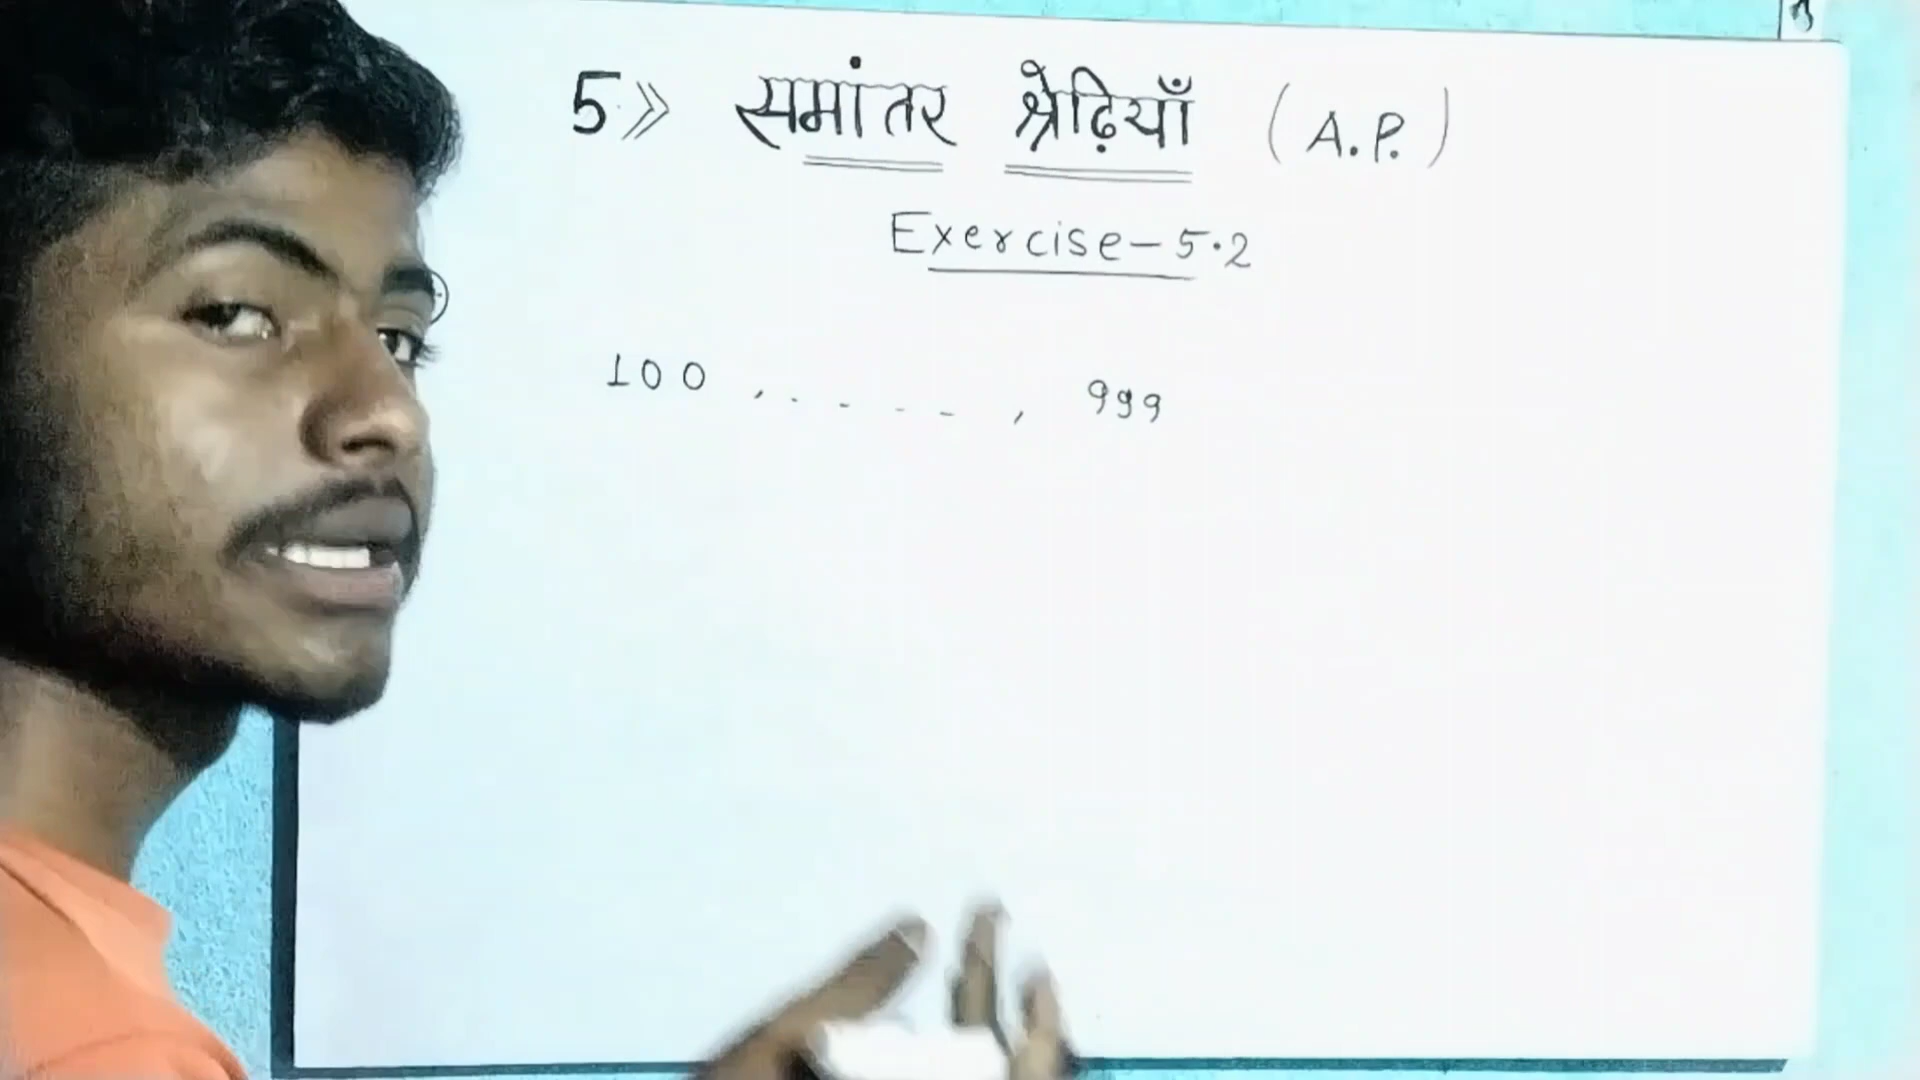 5》 समांतर श्रेढ़ियाँ (A.P.)
Exercise-5.2
100 , . - - - , 999